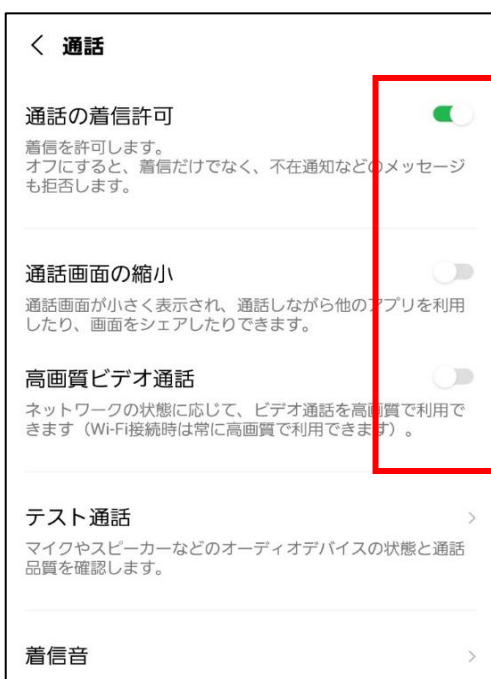 通話
通話の着信許可
着信を許可します。
オフにすると、着信だけでなく、不在通知などのメッセージ
も拒否します。
通話画面の縮小
通話画面が小さく表示され、通話しながら他のアプリを利用
したり、画面をシェアしたりできます。
高画質ビデオ通話
ネットワークの状態に応じて、ビデオ通話を高画質で利用で
きます（Wi-Fi接続時は常に高画質で利用できます）。
テスト通話
マイクやスピーカーなどのオーディオデバイスの状態と通話
品質を確認します。
着信音